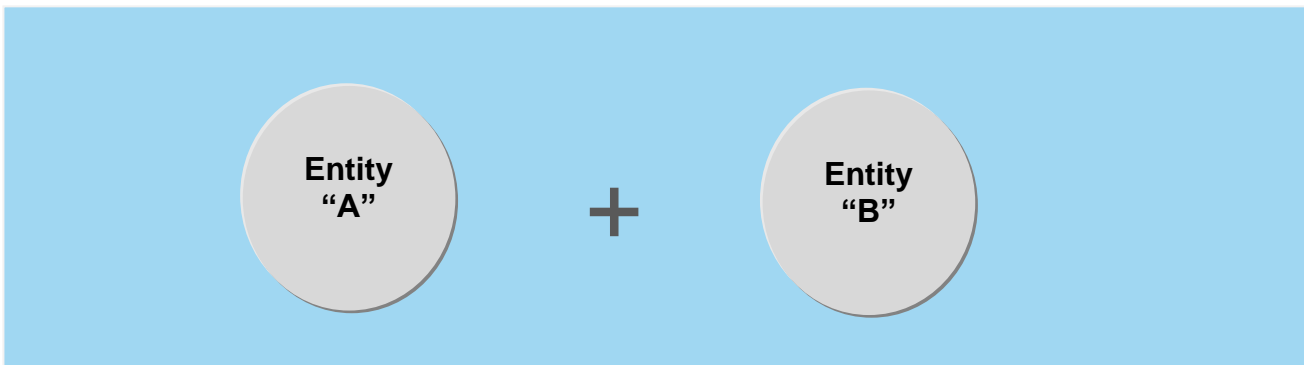 Entity
“A”
+
Entity
“B”